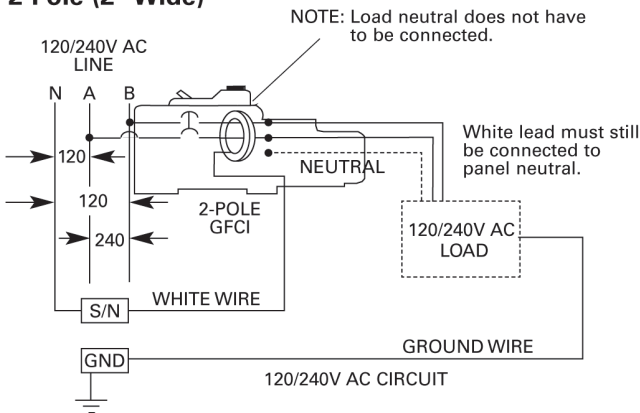 2-Pole (2" Wide)
NOTE: Load neutral does not have
to be connected.
120/240V AC
LINE
N A B
White lead must still
be connected to
panel neutral.
120
NEUTRAL
120
2-POLE
GFCI
120/240V AC
LOAD
240
WHITE WIRE
S/N
GROUND WIRE
GND
120/240V AC CIRCUIT